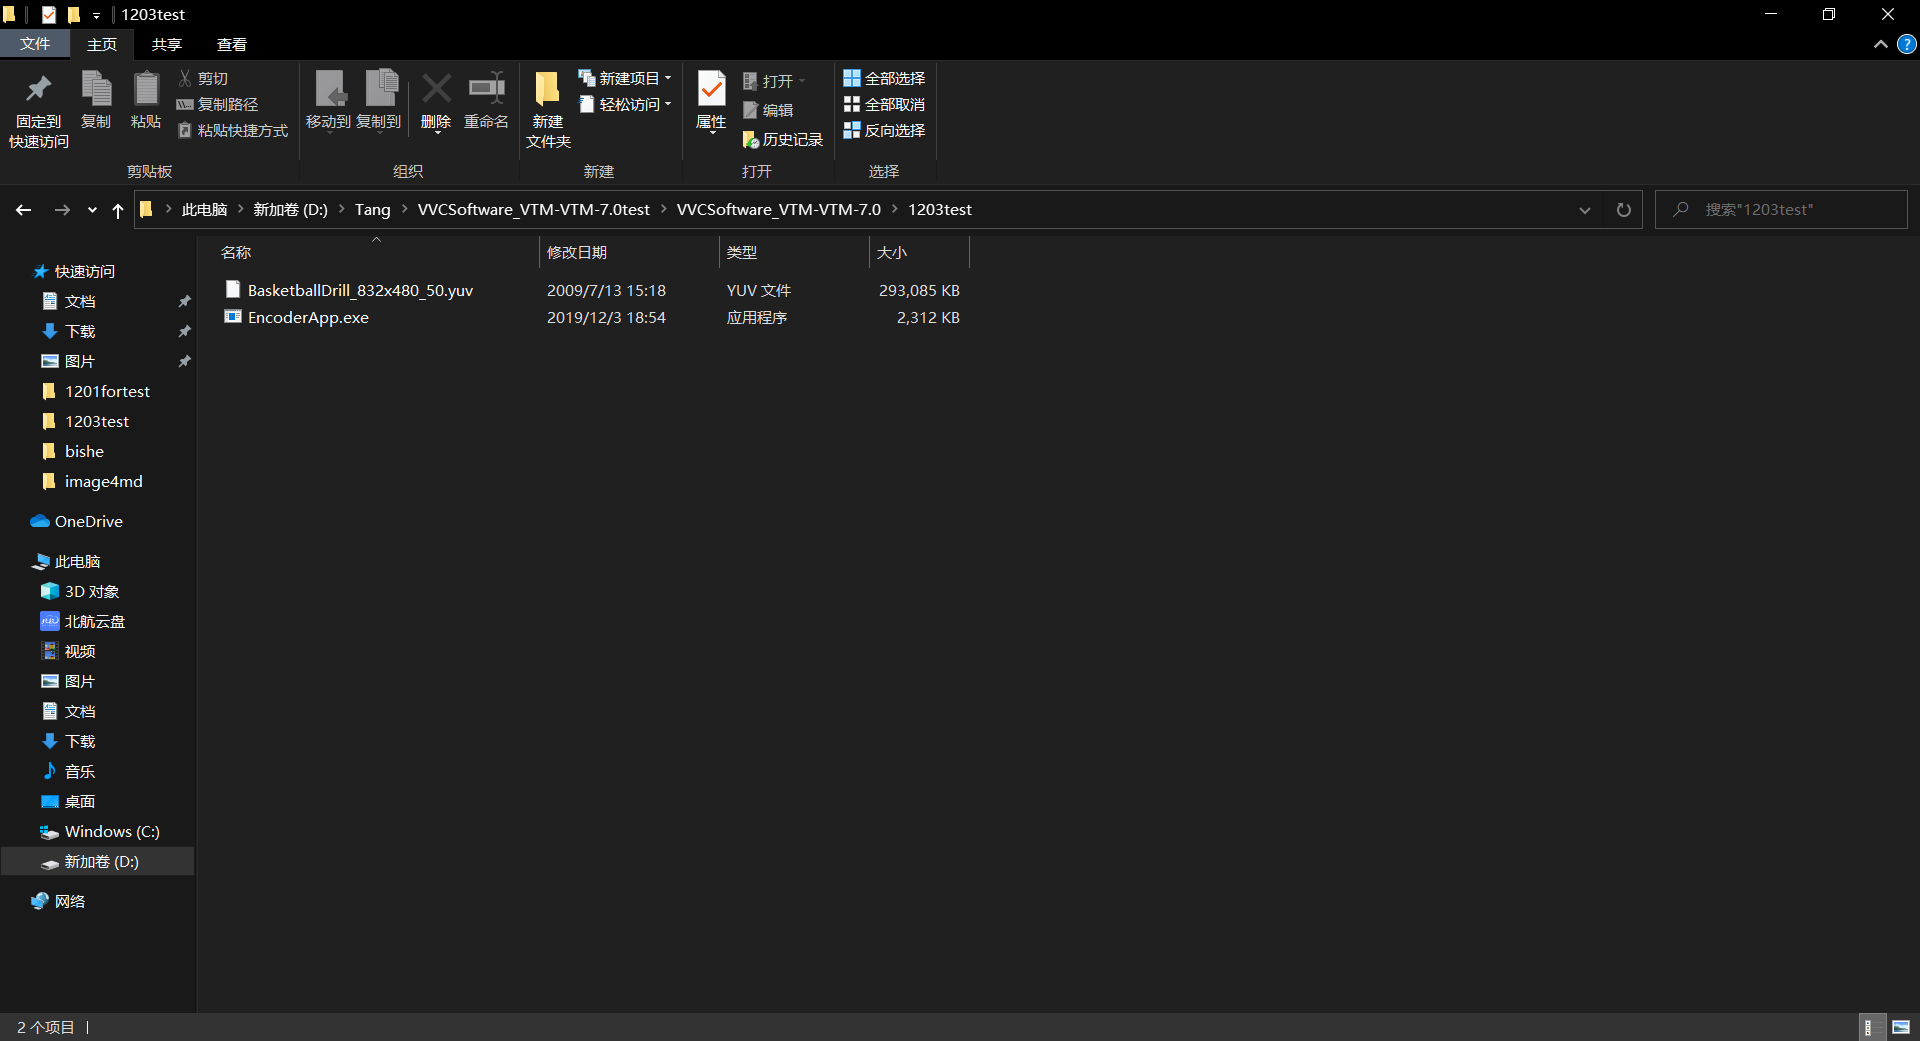 1203test
文件 主页 共享 查看
固定到
快速访问
复制
粘贴
剪切
复制路径
粘贴快捷方式
剪贴板
移动到
复制到
删除
重命名
组织
新建
文件夹
新建项目
轻松访问
新建
属性
打开
编辑
历史记录
打开
全部选择
全部取消
反向选择
选择
此电脑 新加卷 (D:) Tang VVCSoftware_VTM-VTM-7.0test VVCSoftware_VTM-VTM-7.0 1203test
搜索"1203test"
名称 修改日期 类型 大小
BasketballDrill_832x480_50.yuv 2009/7/13 15:18 YUV 文件 293,085 KB
EncoderApp.exe 2019/12/3 18:54 应用程序 2,312 KB
快速访问
文档
下载
图片
1201fortest
1203test
bishe
image4md
OneDrive
此电脑
3D 对象
北航云盘
视频
图片
文档
下载
音乐
桌面
Windows (C:)
新加卷 (D:)
网络
2 个项目